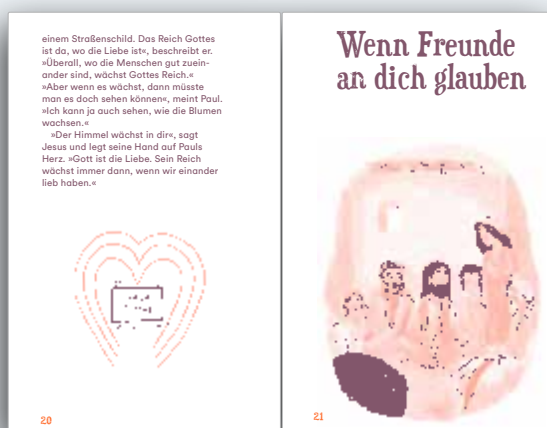 einem Straßenschild. Das Reich Gottes
ist da, wo die Liebe ist«, beschreibt er.
»Überall, wo die Menschen gut zuein-
ander sind, wächst Gottes Reich.«
»Aber wenn es wächst, dann müsste
man es doch sehen können«, meint Paul.
»Ich kann ja auch sehen, wie die Blumen
wachsen.«
»Der Himmel wächst in dir«, sagt
Jesus und legt seine Hand auf Pauls
Herz. »Gott ist die Liebe. Sein Reich
wächst immer dann, wenn wir einander
lieb haben.«
20
Wenn Freunde
an dich glauben
21